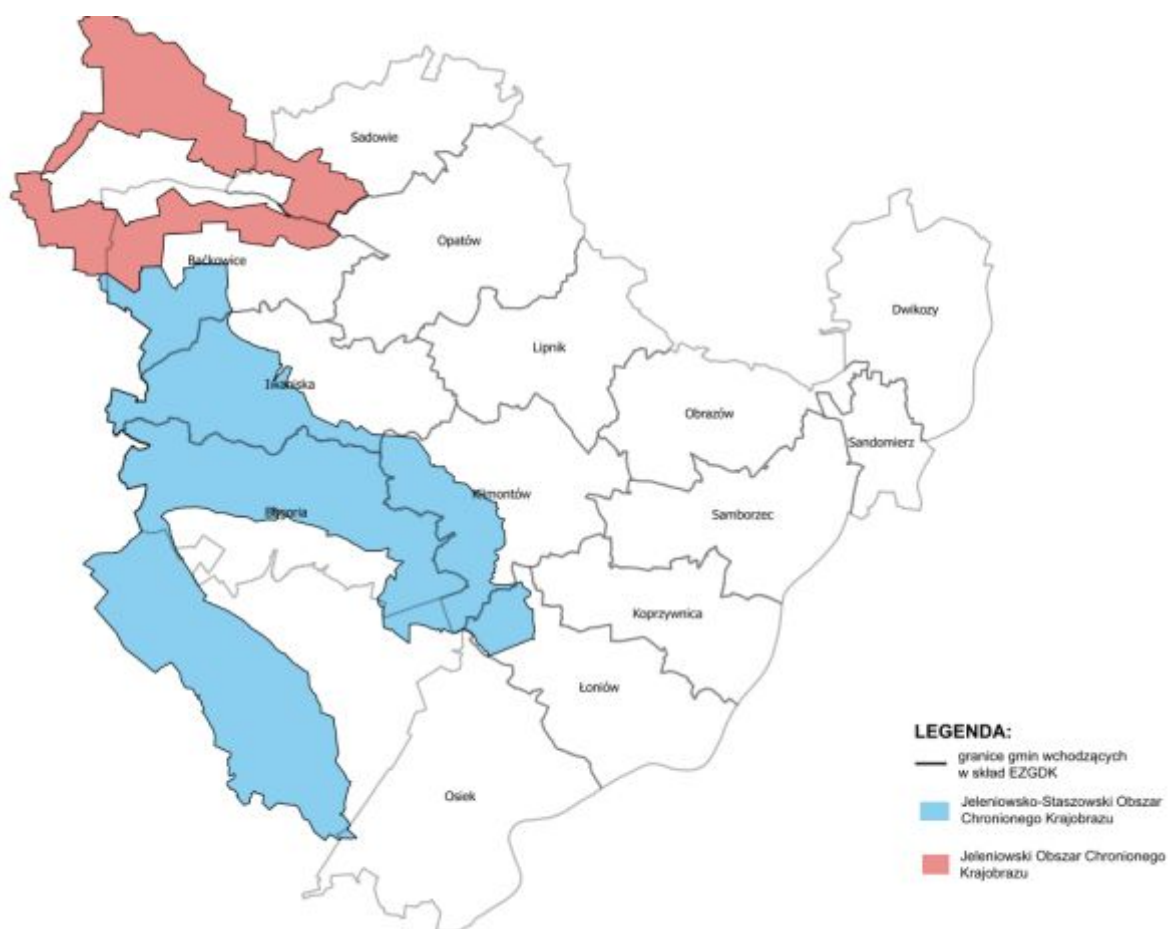 Sadowie
Opatów
Baćkowice
Dwikozy
Lipnik
Iwaniska
Obrazów
Sandomierz
Klimontów
Bogoria
Samborzec
Koprzywnica
Łoniów
Osiek
LEGENDA:
granice gmin wchodzących
w skład EZGDK
Jeleniowsko-Staszowski Obszar
Chronionego Krajobrazu
Jeleniowski Obszar Chronionego
Krajobrazu